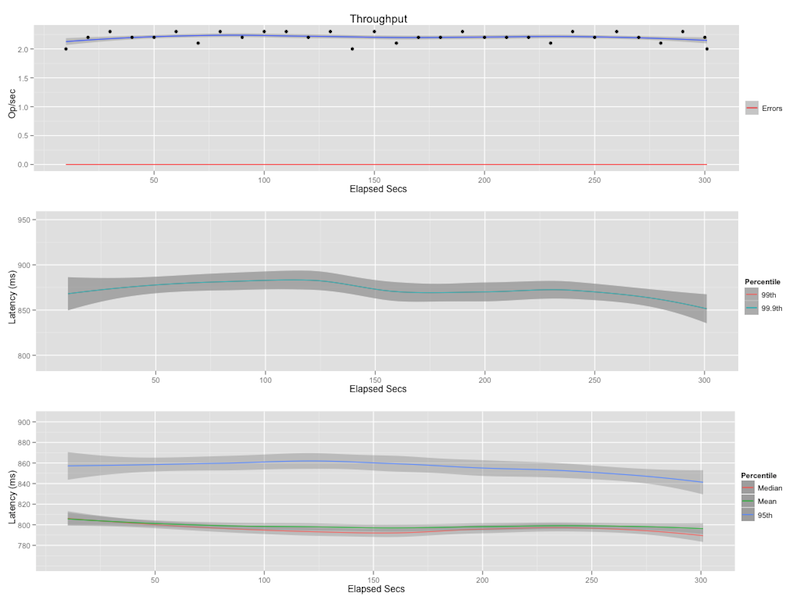 Throughput
2.0
1.5
1.0
0.5
0.0
Op/sec
50 100 150 200 250 300
Elapsed Secs
Errors
950
900
850
800
Latency (ms)
50 100 150 200 250 300
Elapsed Secs
Percentile
99th
99.9th
900
880
860
840
820
800
780
Latency (ms)
50 100 150 200 250 300
Elapsed Secs
Percentile
Median
Mean
95th